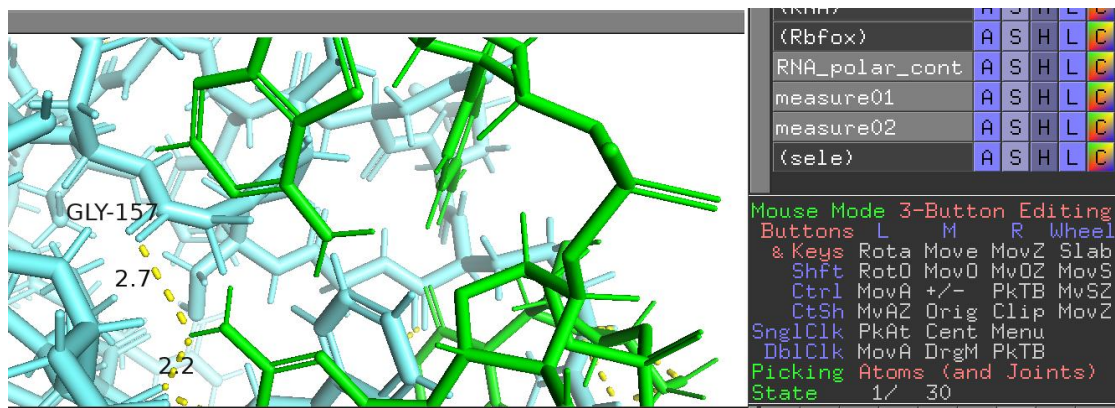 GLY-157
2.7
2.2
(Rbfox) A S H L C
RNA_polar_cont A S H L C
measure01 A S H L C
measure02 A S H L C
(sele) A S H L C
Mouse Mode 3-Button Editing
Buttons L M R Wheel
& Keys Rota Move MovZ Slab
Shft RotO MovO MvOZ MovS
Ctrl MovA +/- PkTB MvSZ
CtSh MvAZ Orig Clip MovZ
SnglClk PkAt Cent Menu
DblClk MovA DrgM PkTB
Picking Atoms (and Joints)
State 1/ 30